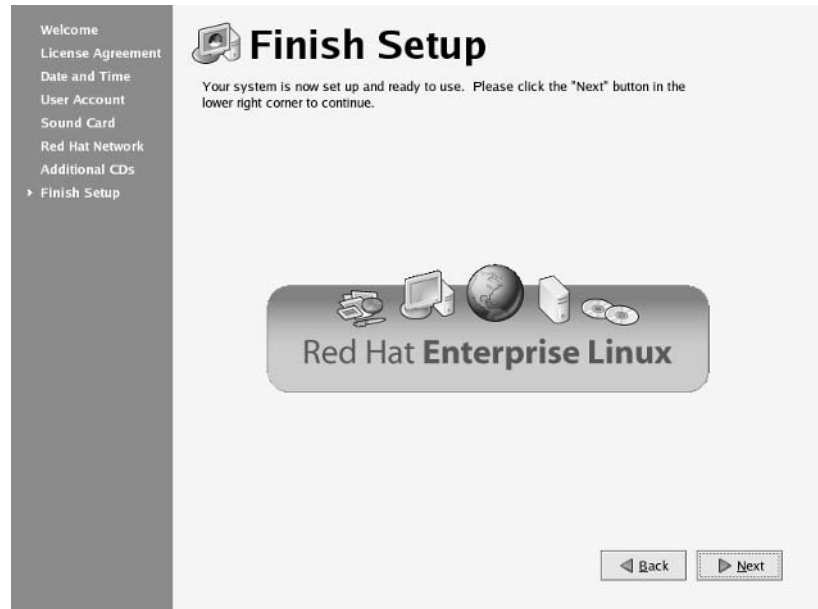 Welcome
License Agreement
Date and Time
User Account
Sound Card
Red Hat Network
Additional CDs
Finish Setup
Finish Setup
Your system is now set up and ready to use. Please click the "Next" button in the
lower right corner to continue.
Red Hat Enterprise Linux
Back
Next